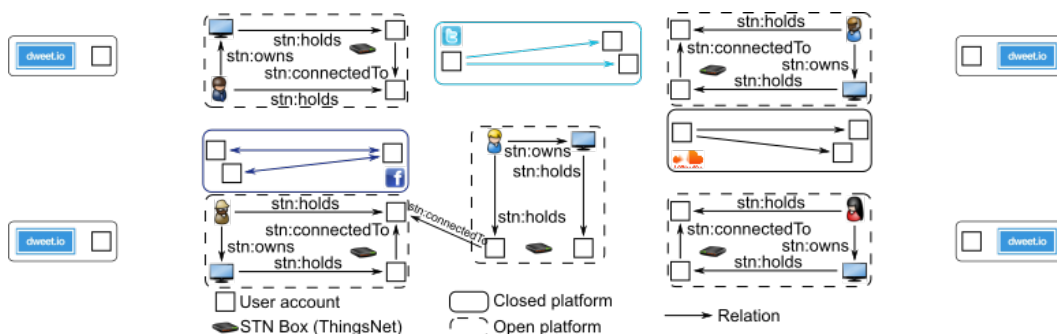 stn:holds
stn:owns
stn:connectedTo
stn:holds
stn:holds
stn:connectedTo
stn:owns
stn:holds
dweet.io
dweet.io
stn:owns
stn:holds
stn:holds
stn:connectedTo
stn:holds
stn:connectedTo
stn:owns
stn:holds
stn:holds
stn:connectedTo
stn:owns
stn:holds
dweet.io
dweet.io
User account
STN Box (ThingsNet)
Closed platform
Open platform
Relation